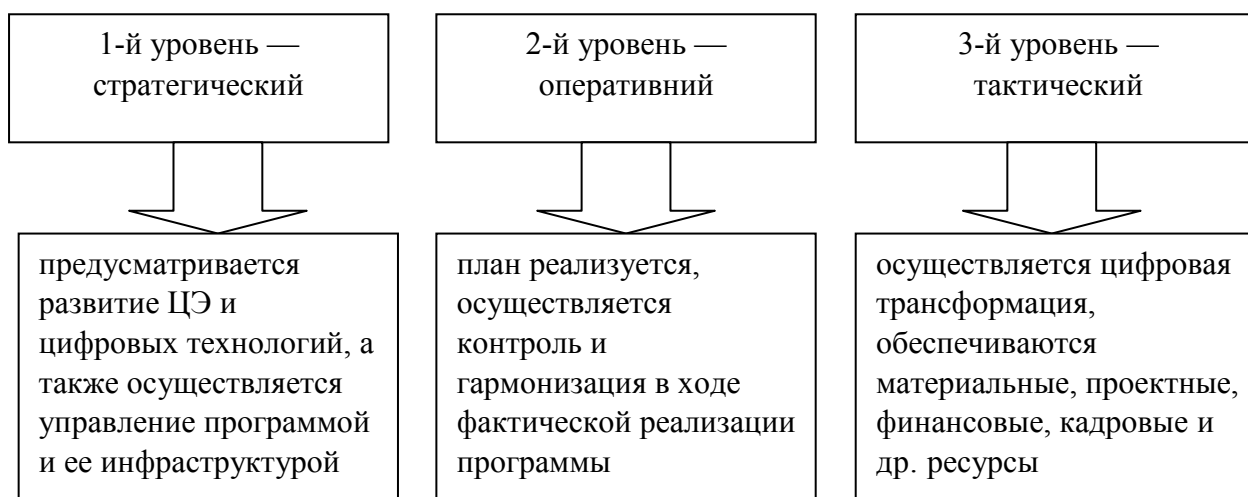 1-й уровень —
стратегический
2-й уровень —
оперативний
3-й уровень —
тактический
предусматривается
развитие ЦЭ и
цифровых технологий, а
также осуществляется
управление программой
и ее инфраструктурой
план реализуется,
осуществляется
контроль и
гармонизация в ходе
фактической реализации
программы
осуществляется цифровая
трансформация,
обеспечиваются
материальные, проектные,
финансовые, кадровые и
др. ресурсы